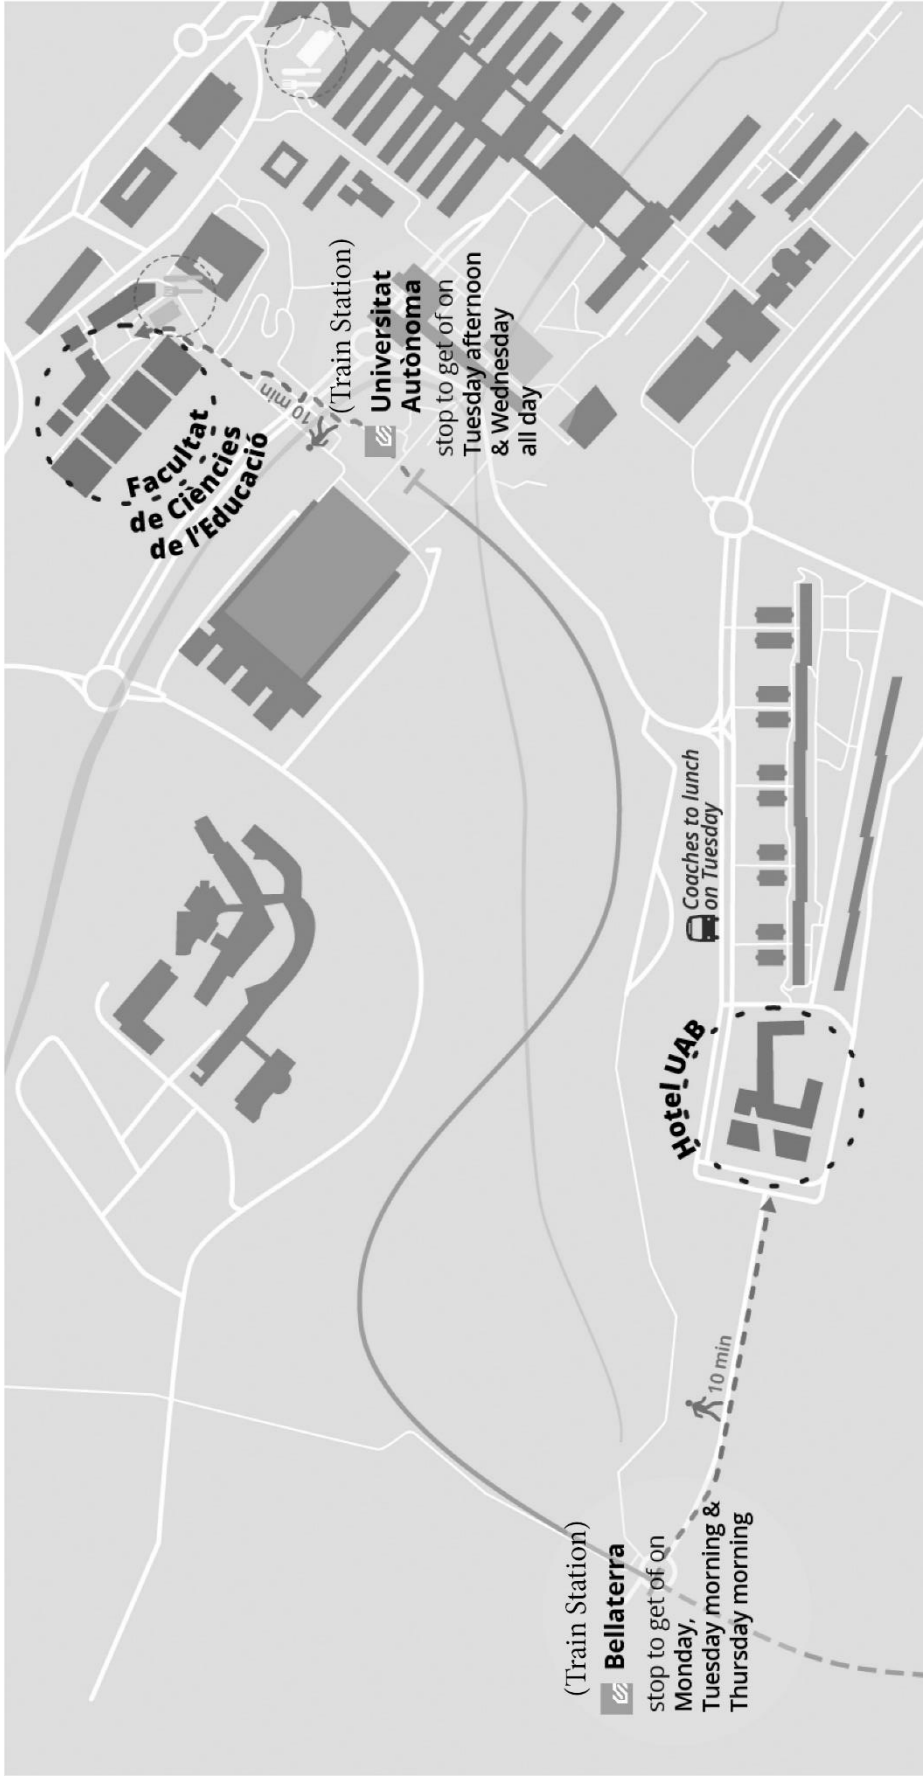 (Train Station)
Bellaterra
stop to get of on
Monday,
Tuesday morning &
Thursday morning
10 min
Hotel UAB
Coaches to lunch
on Tuesday
Facultat
de Ciències
de l'Educació
10 min
(Train Station)
Universitat
Autònoma
stop to get of on
Tuesday afternoon
& Wednesday
all day